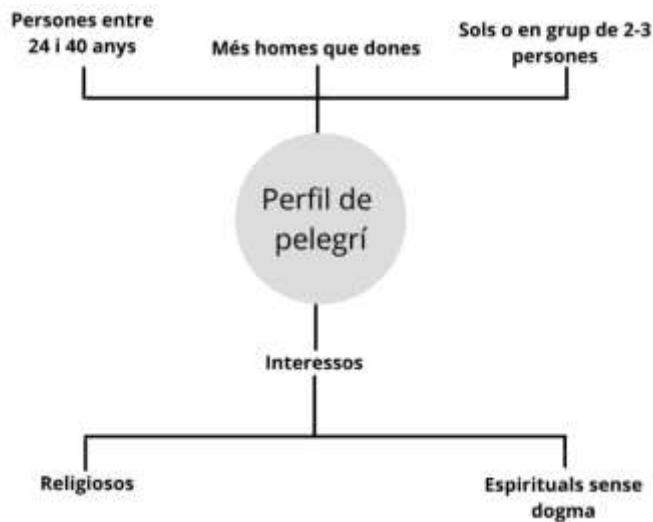 Persones entre
24 i 40 anys
Més homes que dones
Sols o en grup de 2-3
persones
Perfil de
pelegrí
Interessos
Religiosos
Espirituals sense
dogma